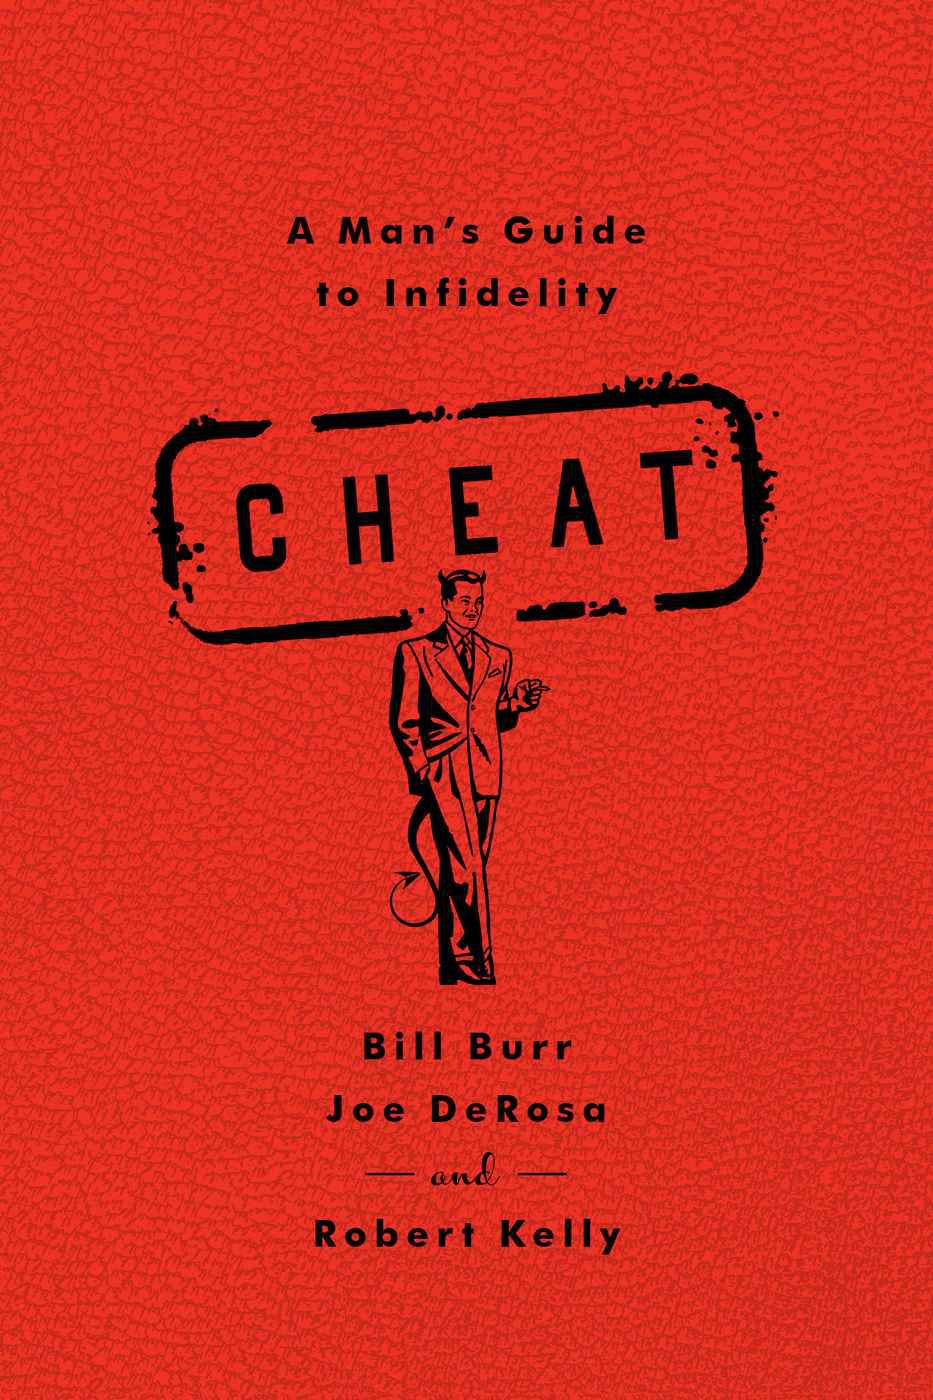 A Man’s Guide
to Infidelity
CHEAT
Bill Burr
Joe DeRosa
and
Robert Kelly